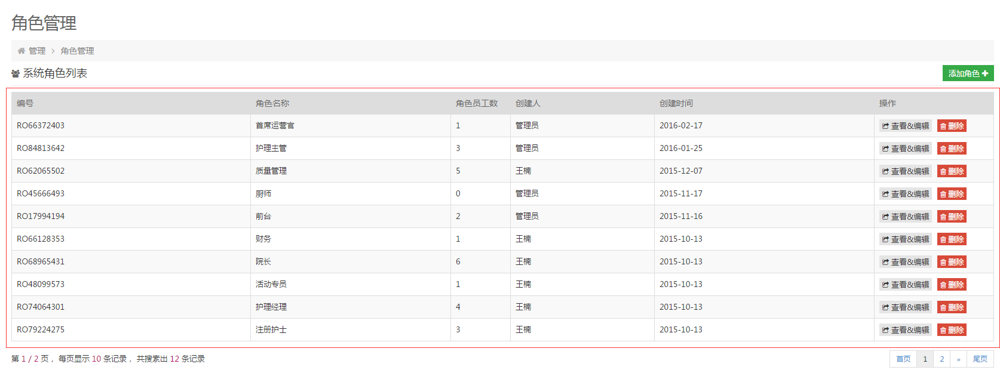 角色管理
管理 > 角色管理
系统角色列表 添加角色
编号 角色名称 角色员工数 创建人 创建时间 操作
RO66372403 首席运营官 1 管理员 2016-02-17 查看&编辑 删除
RO84813642 护理主管 3 管理员 2016-01-25 查看&编辑 删除
RO62065502 质量管理 5 王楠 2015-12-07 查看&编辑 删除
RO45666493 厨师 0 管理员 2015-11-17 查看&编辑 删除
RO17994194 前台 2 管理员 2015-11-16 查看&编辑 删除
RO66128353 财务 1 王楠 2015-10-13 查看&编辑 删除
RO68965431 院长 6 王楠 2015-10-13 查看&编辑 删除
RO48099573 活动专员 1 王楠 2015-10-13 查看&编辑 删除
RO74064301 护理经理 4 王楠 2015-10-13 查看&编辑 删除
RO79224275 注册护士 3 王楠 2015-10-13 查看&编辑 删除
第 1 / 2 页 ，每页显示 10 条记录 ，共搜索出 12 条记录 首页 1 2 » 尾页